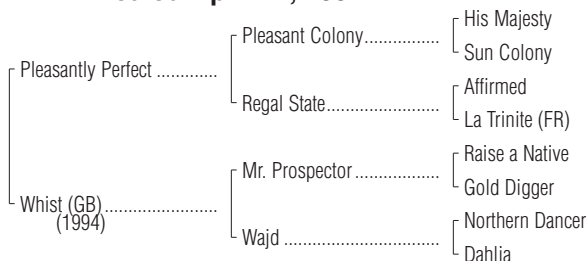 Pleasant Colony.................
His Majesty
Sun Colony
Pleasantly Perfect .............
Regal State.........................
Affirmed
La Trinite (FR)
Mr. Prospector ...................
Raise a Native
Gold Digger
Whist (GB)........................
(1994)
Wajd ..................................
Northern Dancer
Dahlia